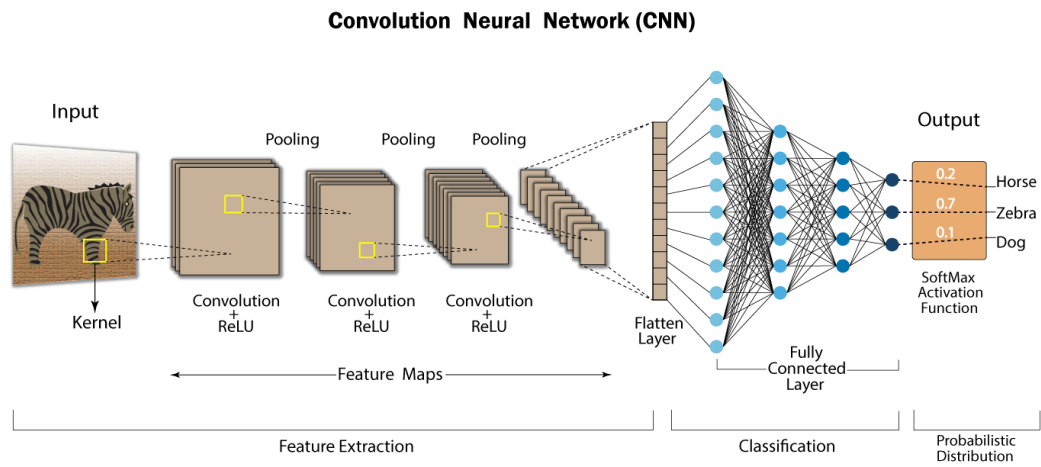 Convolution Neural Network (CNN)
Input
Pooling
Pooling
Pooling
Output
0.2
Horse
0.7
Zebra
0.1
Dog
SoftMax
Activation
Function
Kernel
Convolution
+
ReLU
Convolution
+
ReLU
Convolution
+
ReLU
Flatten
Layer
Fully
Connected
Layer
Feature Maps
Feature Extraction
Classification
Probabilistic
Distribution